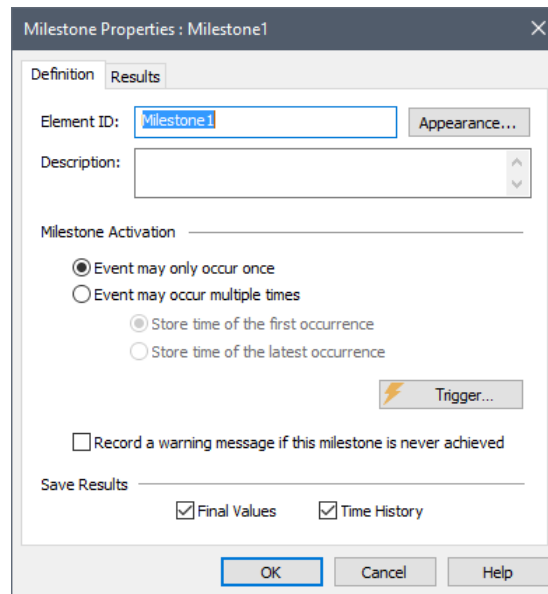 Milestone Properties : Milestone1
Definition
Results
Element ID:
Milestone1
Appearance...
Description:
Milestone Activation
Event may only occur once
Event may occur multiple times
Store time of the first occurrence
Store time of the latest occurrence
Trigger...
Record a warning message if this milestone is never achieved
Save Results
Final Values
Time History
OK
Cancel
Help